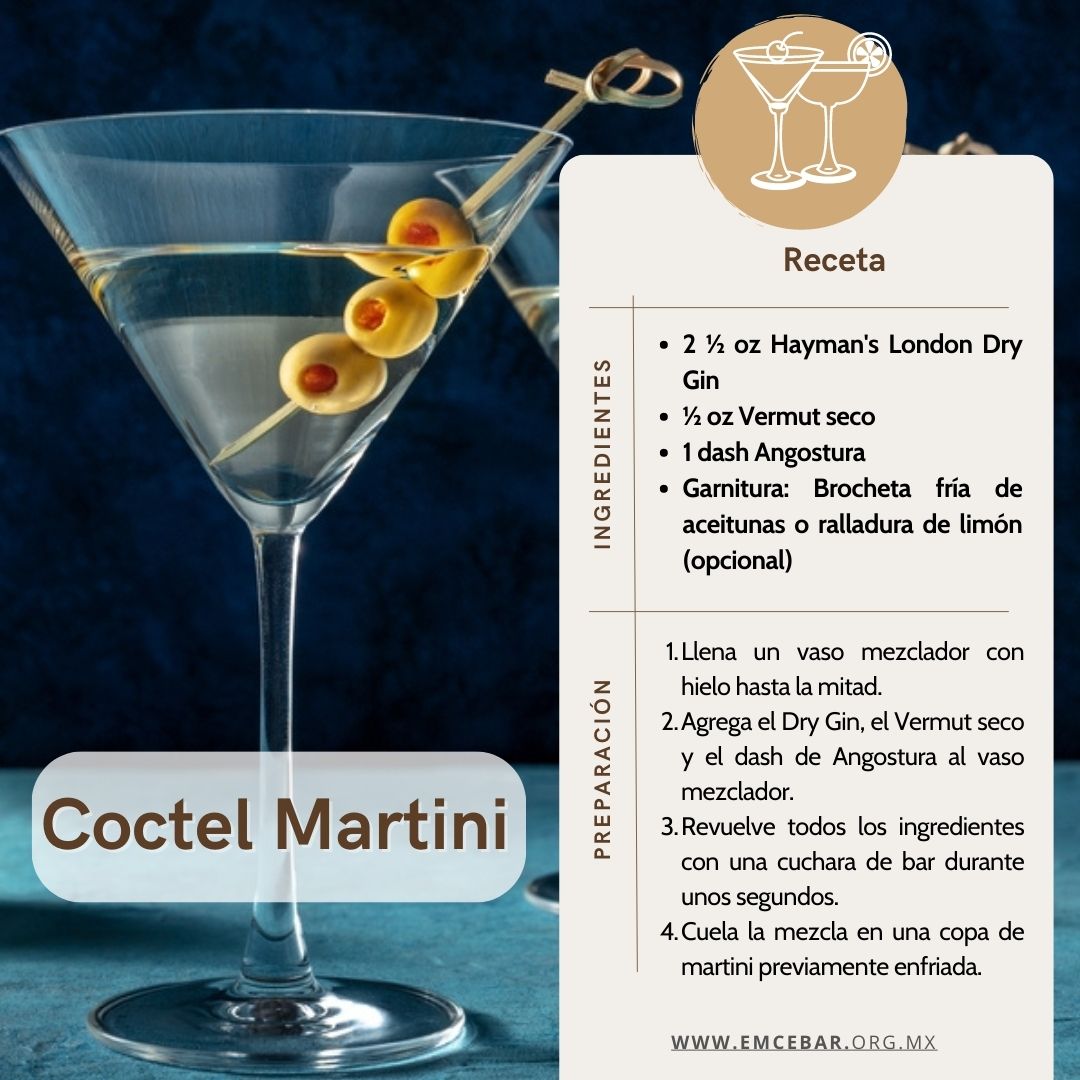 Receta
INGREDIENTES
• 2 ½ oz Hayman's London Dry
Gin
• ½ oz Vermut seco
• 1 dash Angostura
• Garnitura: Brocheta fría de
aceitunas o ralladura de limón
(opcional)
PREPARACIÓN
1. Llena un vaso mezclador con
hielo hasta la mitad.
2. Agrega el Dry Gin, el Vermut seco
y el dash de Angostura al vaso
mezclador.
3. Revuelve todos los ingredientes
con una cuchara de bar durante
unos segundos.
4. Cuela la mezcla en una copa de
martini previamente enfriada.
Coctel Martini
WWW.EMCEBAR.ORG.MX